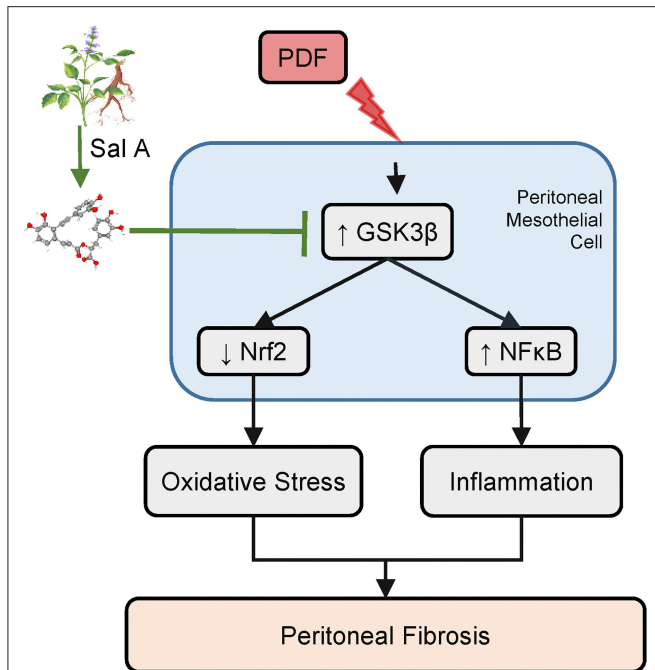 PDF
Sal A
Peritoneal
Mesothelial
Cell
↑ GSK3β
↓ Nrf2
↑ NFκB
Oxidative Stress
Inflammation
Peritoneal Fibrosis